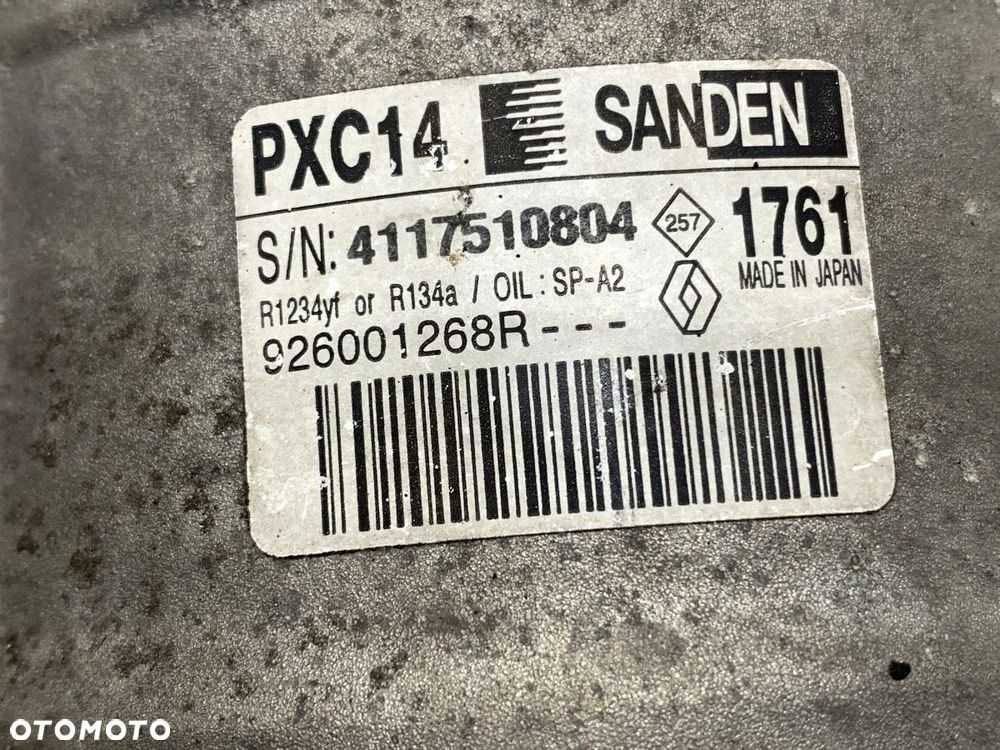 PXC14 SANDEN
S/N: 4117510804 257 1761
MADE IN JAPAN
R1234yf or R134a / OIL : SP-A2
926001268R - - -
OTOMOTO